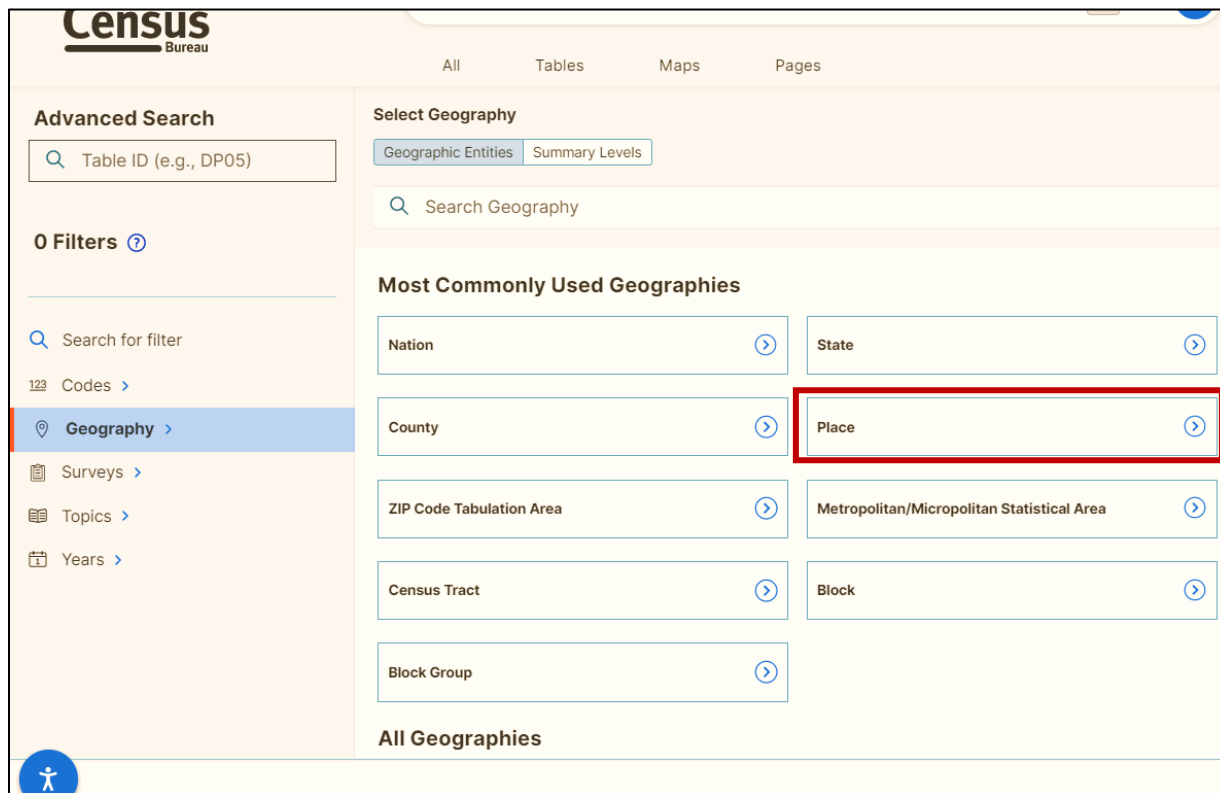 Census
Bureau
All Tables Maps Pages
Advanced Search
Table ID (e.g., DP05)
0 Filters ?
Search for filter
123 Codes >
Geography >
Surveys >
Topics >
1 Years >
Select Geography
Geographic Entities Summary Levels
Search Geography
Most Commonly Used Geographies
Nation State
County Place
ZIP Code Tabulation Area Metropolitan/Micropolitan Statistical Area
Census Tract Block
Block Group
All Geographies